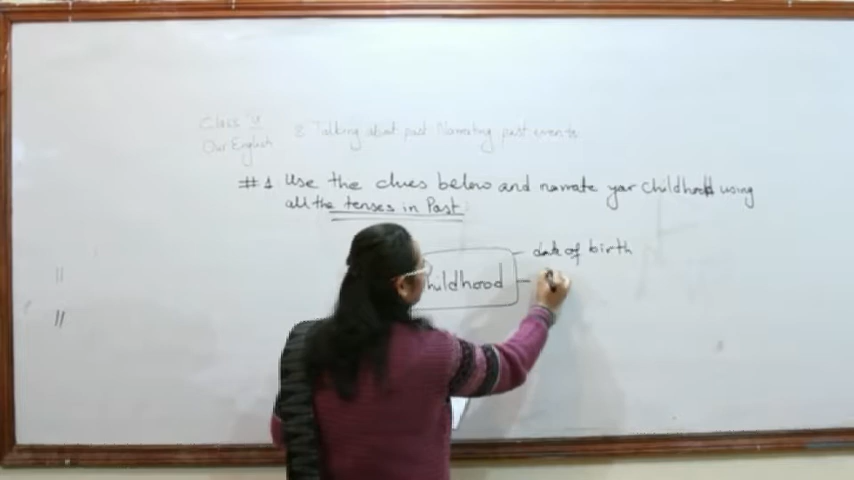 Class
Our English
Talking about past Narrating past events
#1 Use the clues below and narrate your childhood using
all the tenses in Past
date of birth
hildhood